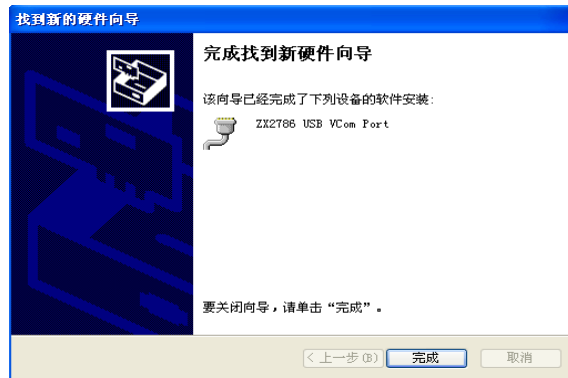 找到新的硬件向导
完成找到新硬件向导
该向导已经完成了下列设备的软件安装:
ZX2786 USB VCom Port
要关闭向导，请单击“完成”。
<上一步(B) 完成 取消